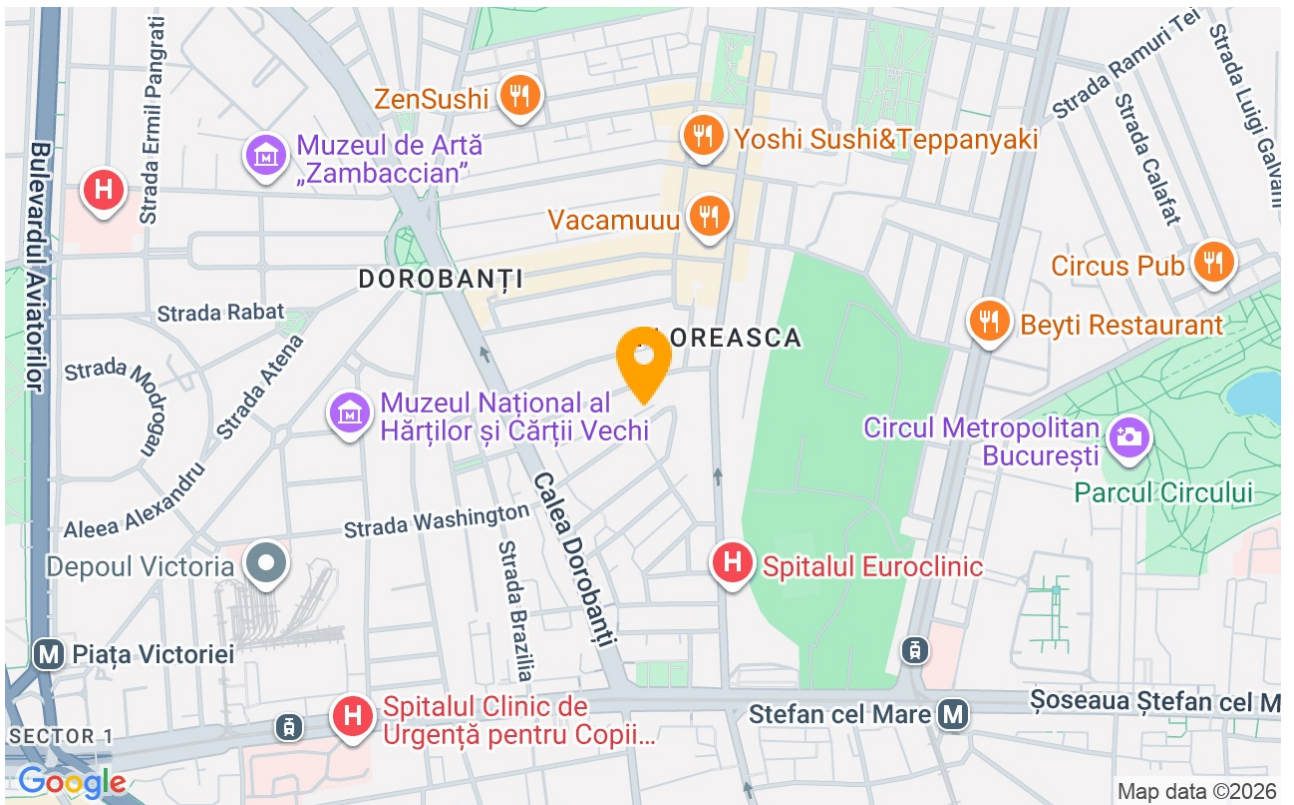 Strada Ermil Pangrati
Bulevardul Aviatorilor
ZenSushi
Muzeul de Artă
„Zambaccian”
H
Yoshi Sushi&Teppanyaki
Vacamuuu
Strada Ramuri Tei
Strada Luigi Galvani
Strada Calafat
Circus Pub
DOROBANȚI
Beyti Restaurant
OREASCA
Strada Rabat
Strada Atena
Strada Modrogan
Muzeul Național al
Hărților și Cărții Vechi
Circul Metropolitan
București
Parcul Circului
Aleea Alexandru
Strada Washington
Calea Dorobanți
Strada Brazilia
Depoul Victoria
H
Spitalul Euroclinic
M
Piața Victoriei
H
Spitalul Clinic de
Urgență pentru Copii...
Stefan cel Mare
M
Șoseaua Ștefan cel M
SECTOR 1
Google
Map data ©2026